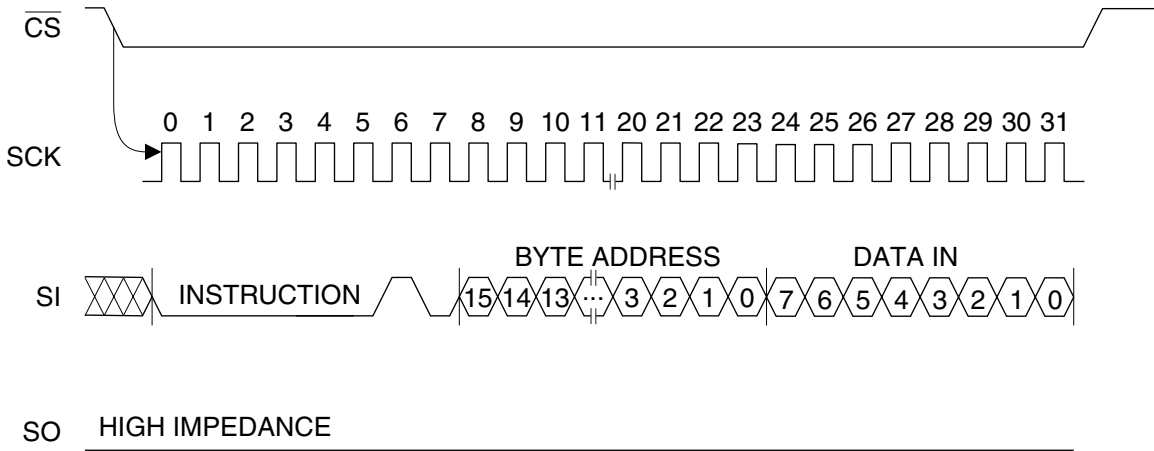 CS
0 1 2 3 4 5 6 7 8 9 10 11 20 21 22 23 24 25 26 27 28 29 30 31
SCK
BYTE ADDRESS DATA IN
SI INSTRUCTION 15 14 13 ... 3 2 1 0 7 6 5 4 3 2 1 0
SO HIGH IMPEDANCE